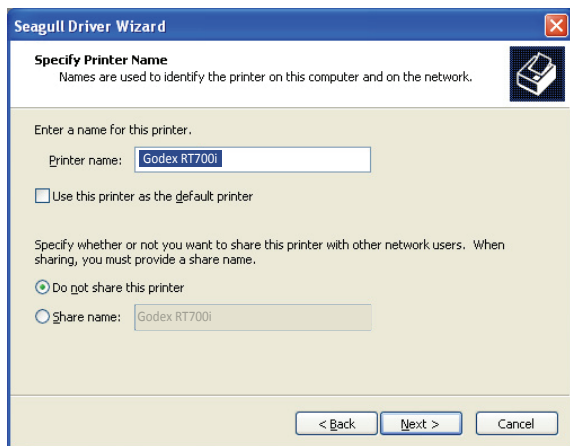 Seagull Driver Wizard
Specify Printer Name
Names are used to identify the printer on this computer and on the network.
Enter a name for this printer.
Printer name: Godex RT700i
Use this printer as the default printer
Specify whether or not you want to share this printer with other network users. When
sharing, you must provide a share name.
Do not share this printer
Share name: Godex RT700i
< Back Next > Cancel